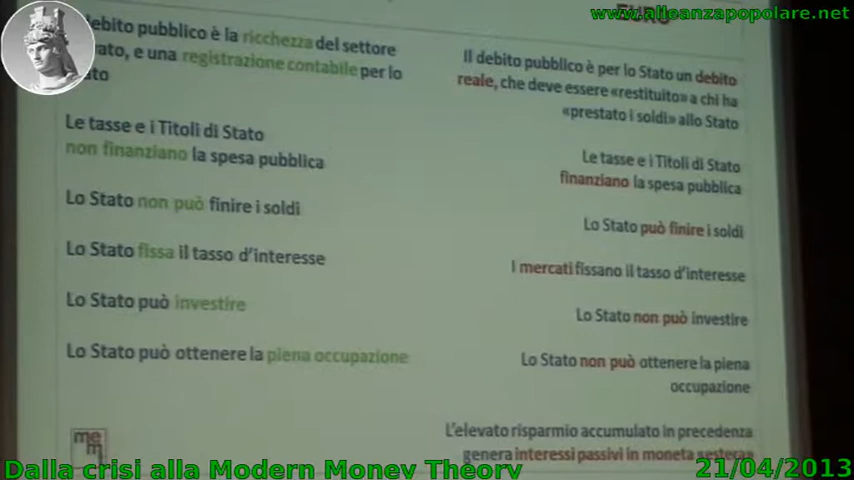 www.alleanzapopolare.net
EURO
debito pubblico è la ricchezza del settore
vato, e una registrazione contabile per lo
ato
Le tasse e i Titoli di Stato
non finanziano la spesa pubblica
Lo Stato non può finire i soldi
Lo Stato fissa il tasso d'interesse
Lo Stato può investire
Lo Stato può ottenere la piena occupazione
Il debito pubblico è per lo Stato un debito
reale, che deve essere «restituito» a chi ha
«prestato i soldi» allo Stato
Le tasse e i Titoli di Stato
finanziano la spesa pubblica
Lo Stato può finire i soldi
I mercati fissano il tasso d'interesse
Lo Stato non può investire
Lo Stato non può ottenere la piena
occupazione
L'elevato risparmio accumulato in precedenza
genera interessi passivi in moneta
me
m
Dalla crisi alla Modern Money Theory
21/04/2013